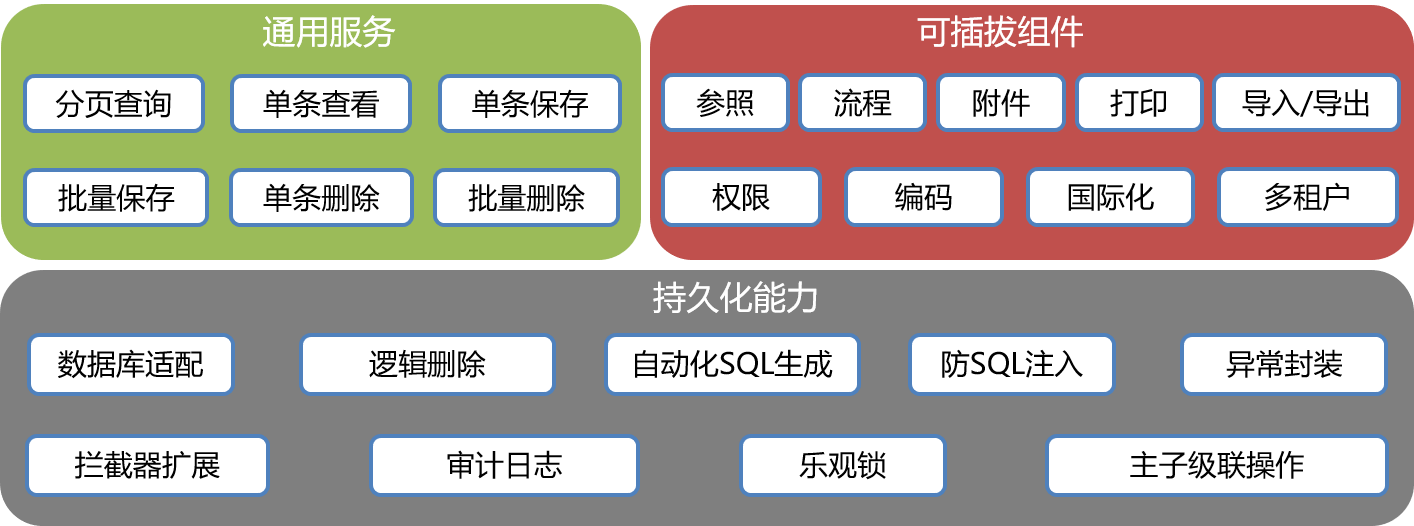 通用服务
分页查询
单条查看
单条保存
批量保存
单条删除
批量删除
可插拔组件
参照
流程
附件
打印
导入/导出
权限
编码
国际化
多租户
持久化能力
数据库适配
逻辑删除
自动化SQL生成
防SQL注入
异常封装
拦截器扩展
审计日志
乐观锁
主子级联操作